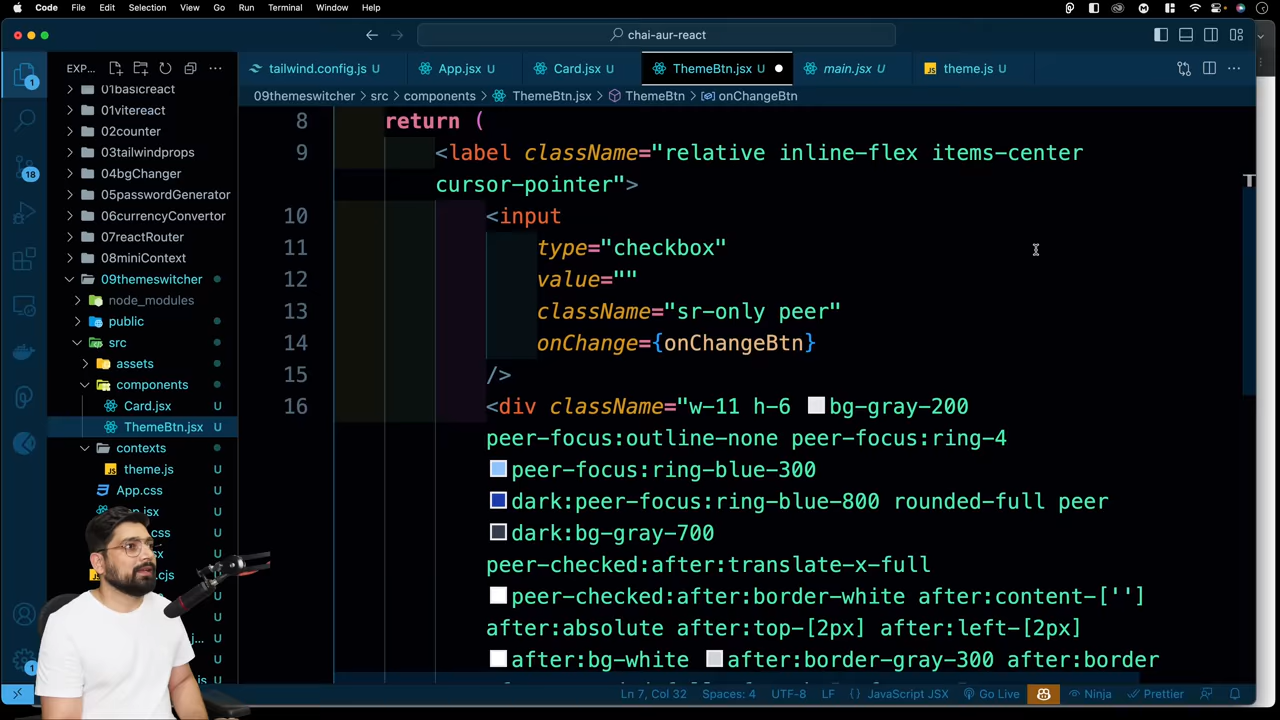 Code File Edit Selection View Go Run Terminal Window Help
chai-aur-react
EXP...
tailwind.config.js U
App.jsx U
Card.jsx U
ThemeBtn.jsx U
main.jsx U
theme.js U
09themeswitcher > src > components > ThemeBtn.jsx > ThemeBtn > onChangeBtn
01basicreact
01vitereact
02counter
03tailwindprops
04bgChanger
05passwordGenerator
06currencyConvertor
07reactRouter
08miniContext
09themeswitcher
node_modules
public
src
assets
components
Card.jsx U
ThemeBtn.jsx U
contexts
theme.js U
App.css U
U
U
U
U
1
18
1
8 return (
9 <label className="relative inline-flex items-center
cursor-pointer">
10 <input
11 type="checkbox"
12 value=""
13 className="sr-only peer"
14 onChange={onChangeBtn}
15 />
16 <div className="w-11 h-6 bg-gray-200
peer-focus:outline-none peer-focus:ring-4
peer-focus:ring-blue-300
dark:peer-focus:ring-blue-800 rounded-full peer
dark:bg-gray-700
peer-checked:after:translate-x-full
peer-checked:after:border-white after:content-['']
after:absolute after:top-[2px] after:left-[2px]
after:bg-white after:border-gray-300 after:border
Ln 7, Col 32 Spaces: 4 UTF-8 LF {} JavaScript JSX Go Live Ninja Prettier